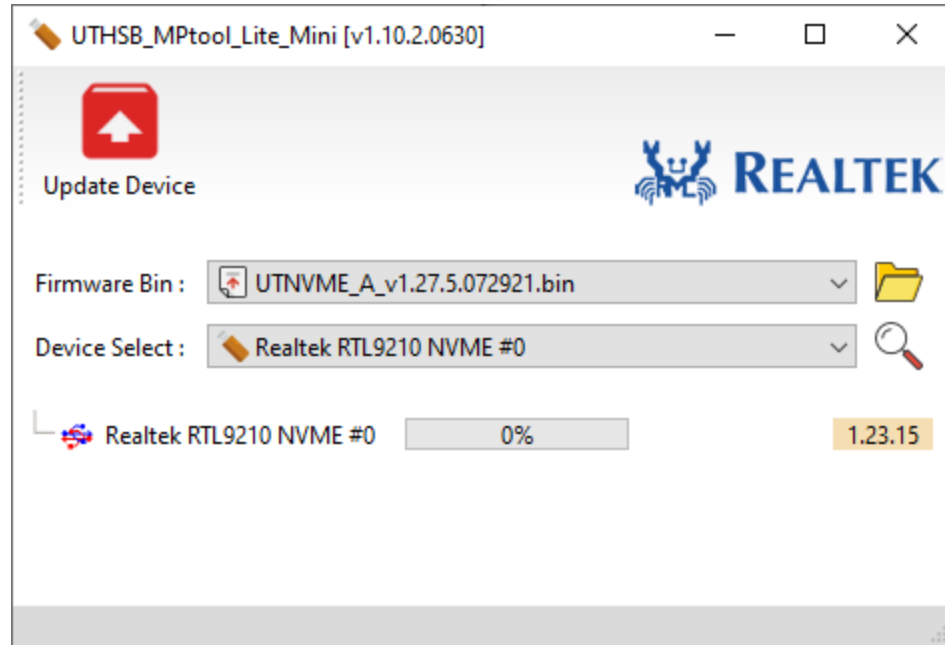 UTHSB_MPtool_Lite_Mini [v1.10.2.0630]
Update Device
REALTEK
Firmware Bin :
UTNVME_A_v1.27.5.072921.bin
Device Select :
Realtek RTL9210 NVME #0
Realtek RTL9210 NVME #0
0%
1.23.15